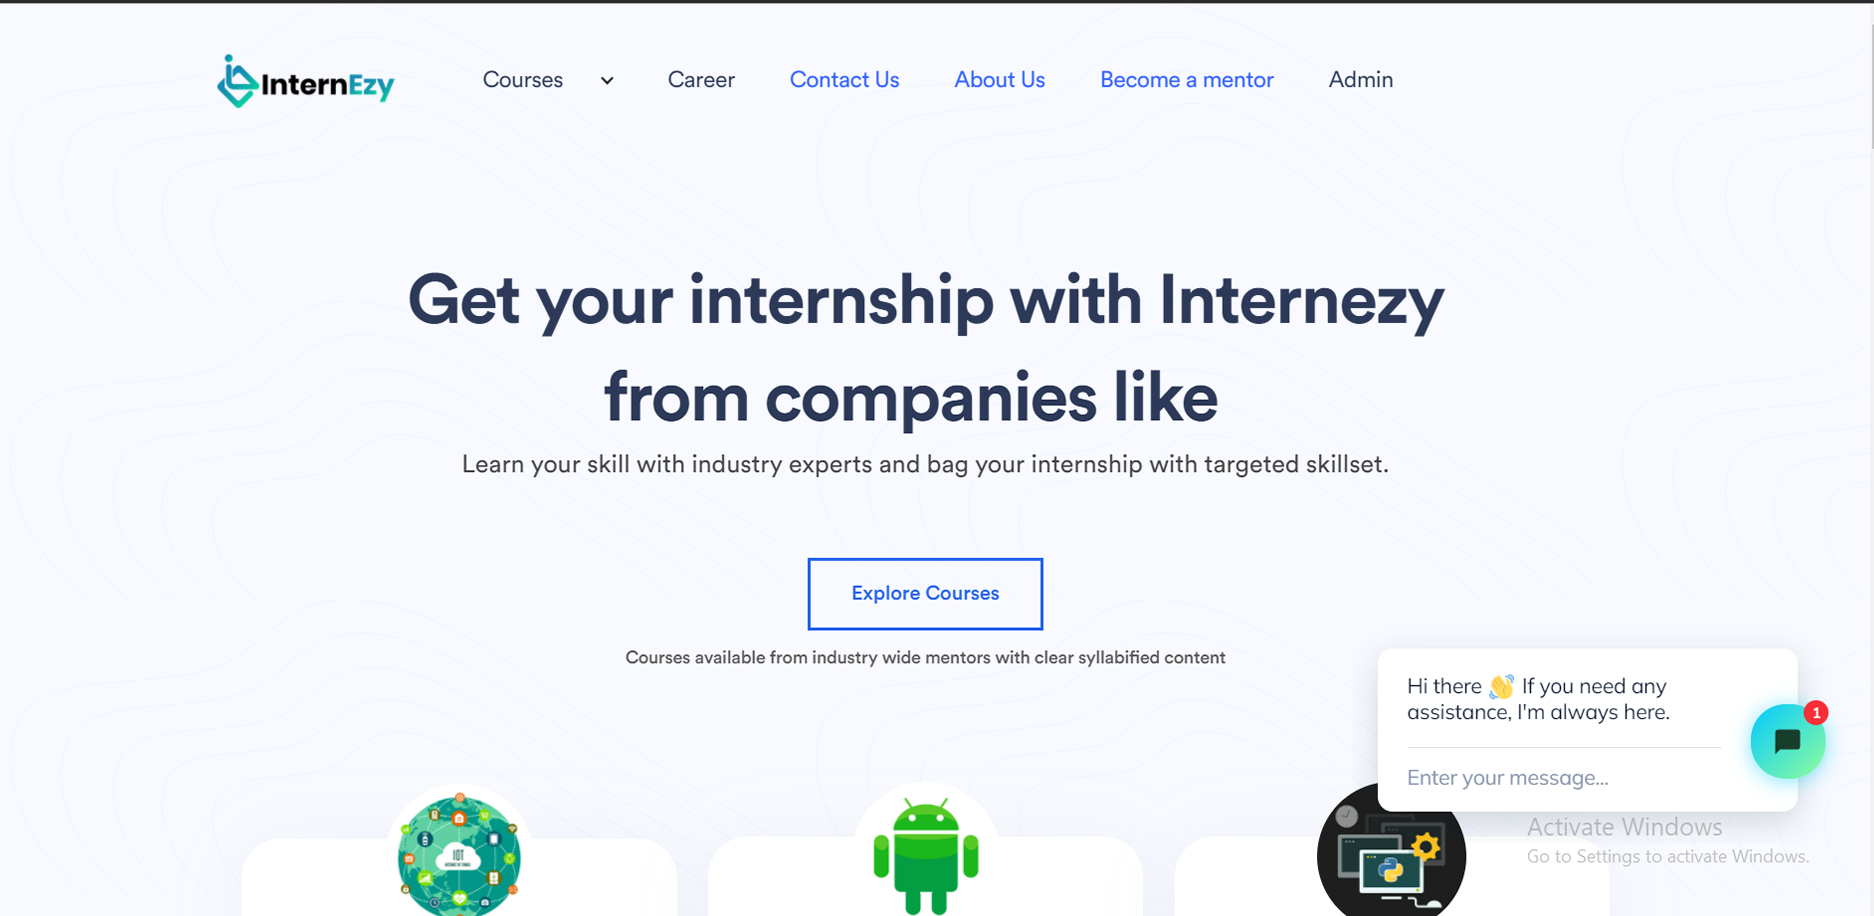 InternEzy
Courses
Career
Contact Us
About Us
Become a mentor
Admin
Get your internship with Internezy
from companies like
Learn your skill with industry experts and bag your internship with targeted skillset.
Explore Courses
Courses available from industry wide mentors with clear syllabified content
Hi there 👋 If you need any
assistance, I'm always here.
1
Enter your message...
Activate Windows
Go to Settings to activate Windows.
IOT
INTERNET OF THINGS